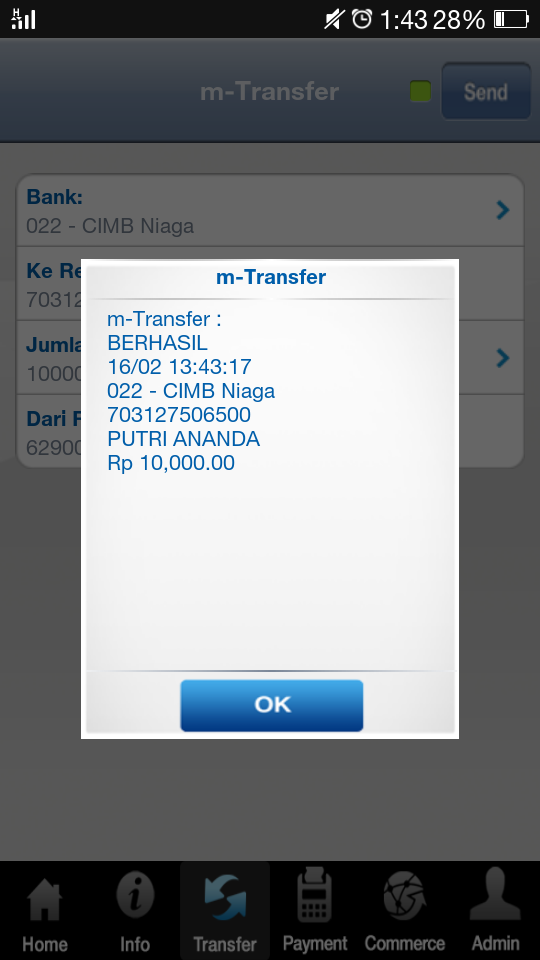 H
1:43 28%
m-Transfer
Send
Bank:
022 - CIMB Niaga
Ke Re
70312
Jumla
10000
Dari
6290
m-Transfer
m-Transfer :
BERHASIL
16/02 13:43:17
022 - CIMB Niaga
703127506500
PUTRI ANANDA
Rp 10,000.00
OK
Home
Info
Transfer
Payment
Commerce
Admin